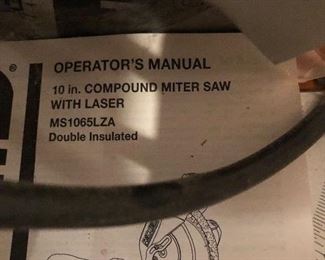 OPERATOR'S MANUAL
10 in. COMPOUND MITER SAW
WITH LASER
MS1065LZA
Double Insulated